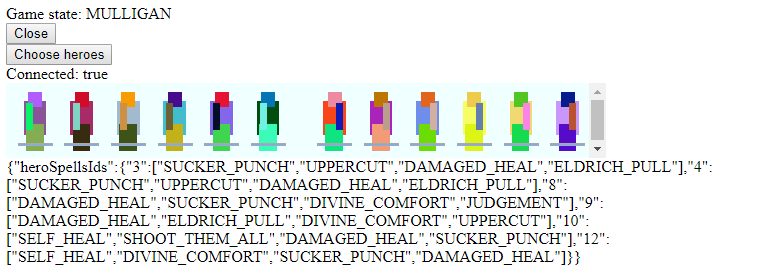 Game state: MULLIGAN
Close
Choose heroes
Connected: true
{"heroSpellsIds":{"3":["SUCKER_PUNCH","UPPERCUT","DAMAGED_HEAL","ELDRICH_PULL"],"4":
["SUCKER_PUNCH","UPPERCUT","DAMAGED_HEAL","ELDRICH_PULL"],"8":
["DAMAGED_HEAL","SUCKER_PUNCH","DIVINE_COMFORT","JUDGEMENT"],"9":
["DAMAGED_HEAL","ELDRICH_PULL","DIVINE_COMFORT","UPPERCUT"],"10":
["SELF_HEAL","SHOOT_THEM_ALL","DAMAGED_HEAL","SUCKER_PUNCH"],"12":
["SELF_HEAL","DIVINE_COMFORT","SUCKER_PUNCH","DAMAGED_HEAL"]}}